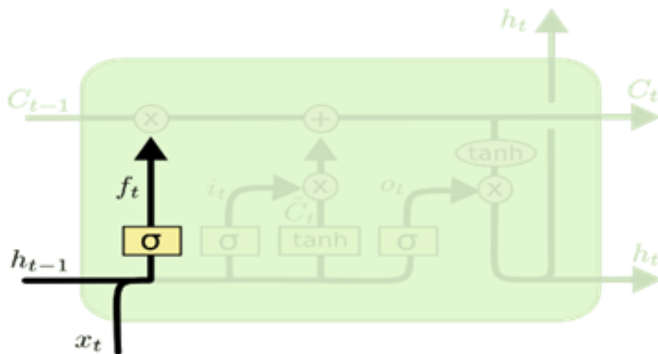 h_t
C_{t-1}
C_t
×
+
tanh
f_t
i_t
×
o_t
×
C̃_t
σ
σ
tanh
σ
h_{t-1}
h_t
x_t